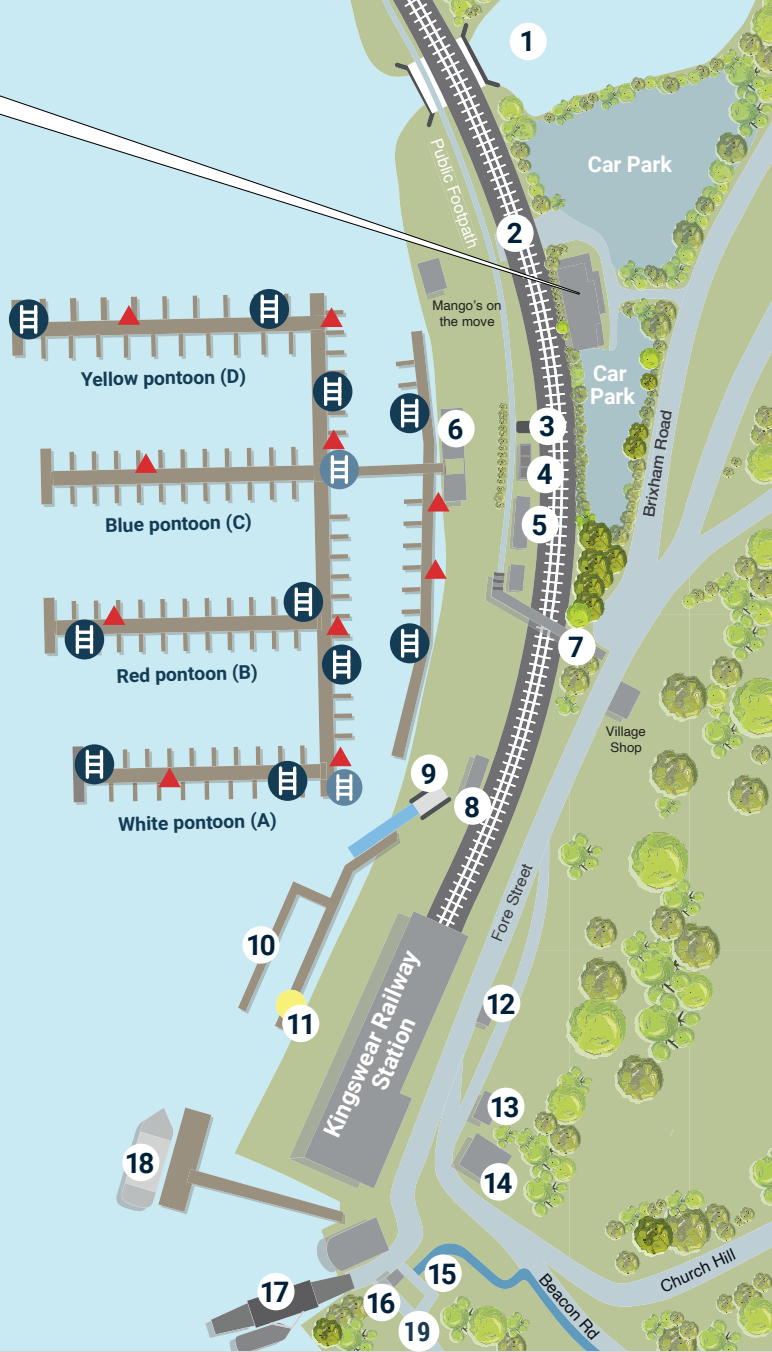 1
Car Park
Public Footpath
2
Mango's on
the move
Yellow pontoon (D)
Car
Park
3
6
4
Brixham Road
Blue pontoon (C)
5
7
Red pontoon (B)
Village
Shop
9
8
White pontoon (A)
Fore Street
10
11
12
Kingswear Railway
Station
13
18
14
15
Church Hill
17
16
Beacon Rd
19